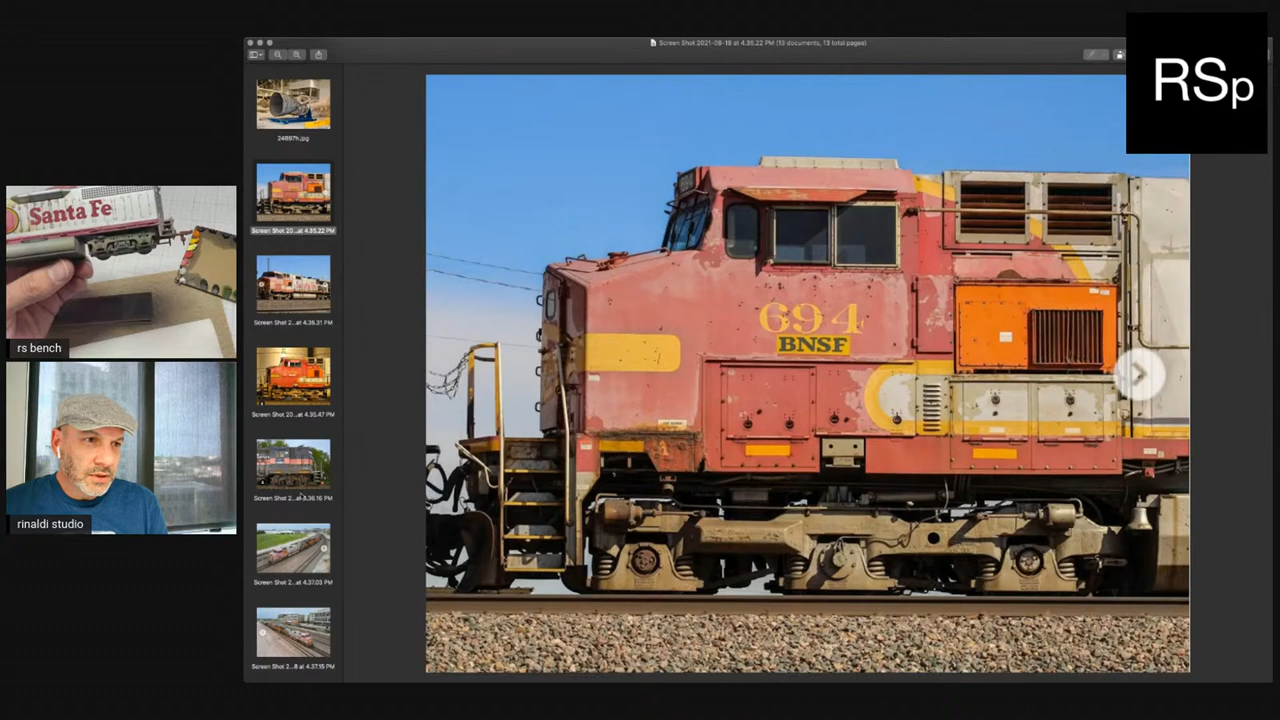 Screen Shot 2021-08-18 at 4.35.22 PM (13 documents, 13 total pages)
RSp
24897h.jpg
Screen Shot 20...at 4.35.22 PM
Screen Shot 2...at 4.35.31 PM
Screen Shot 20...at 4.35.47 PM
Screen Shot 2...at 4.36.16 PM
Screen Shot 2...at 4.37.03 PM
Screen Shot 2...8 at 4.37.15 PM
694
BNSF
Santa Fe
rs bench
rinaldi studio